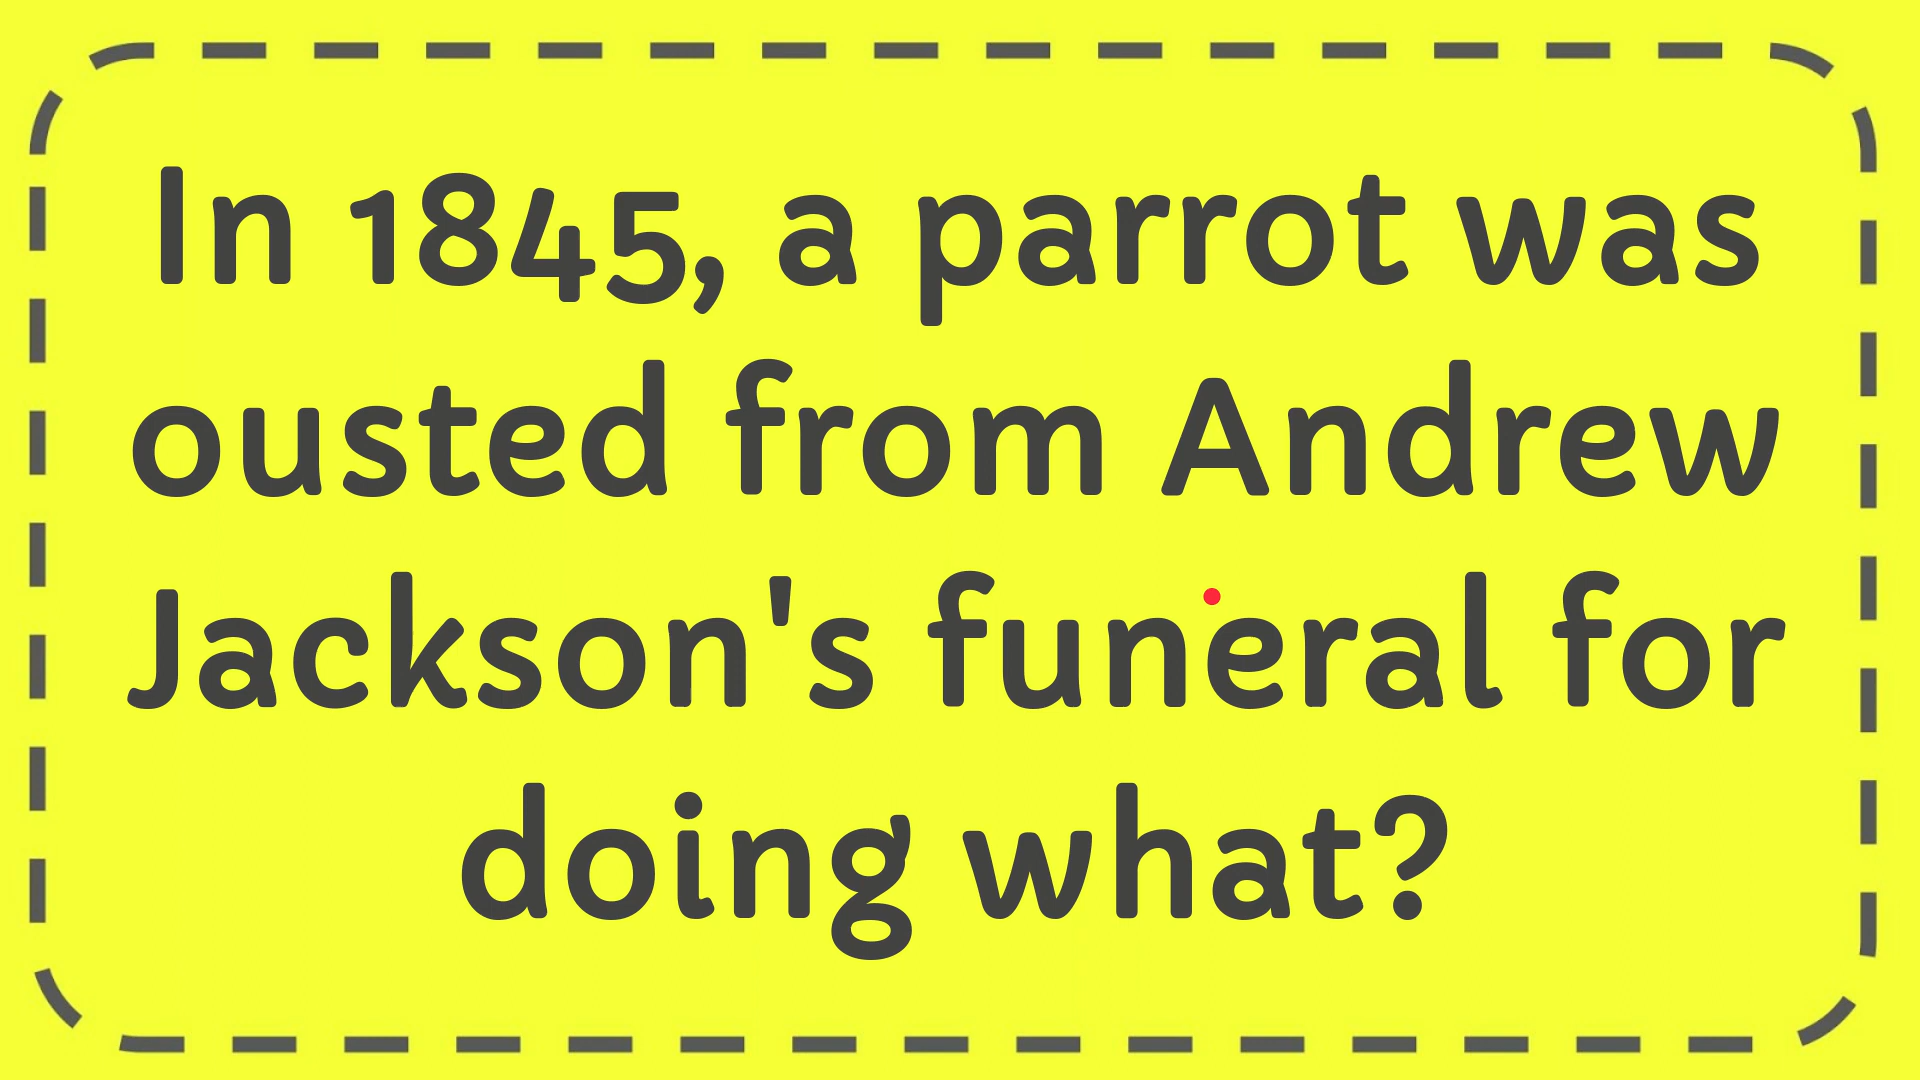 In 1845, a parrot was
ousted from Andrew
Jackson's funeral for
doing what?